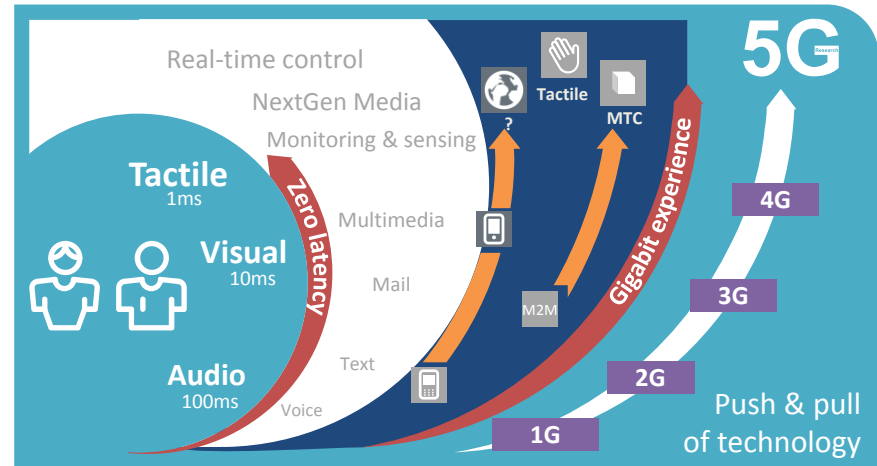 Real-time control
NextGen Media
Monitoring & sensing
Multimedia
Mail
Text
Voice
Tactile
1ms
Visual
10ms
Audio
100ms
Zero latency
?
Tactile
MTC
M2M
Gigabit experience
5G
Research
4G
3G
2G
1G
Push & pull
of technology